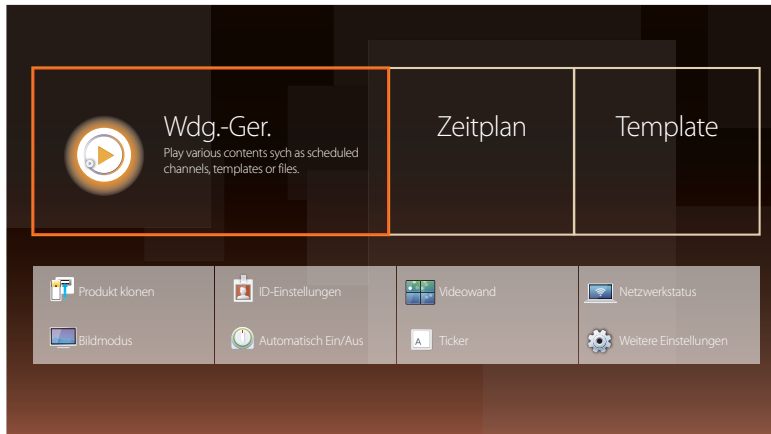 Wdg.-Ger.
Play various contents sych as scheduled
channels, templates or files.
Zeitplan
Template
Produkt klonen
ID-Einstellungen
Videowand
Netzwerkstatus
Bildmodus
Automatisch Ein/Aus
A
Ticker
Weitere Einstellungen